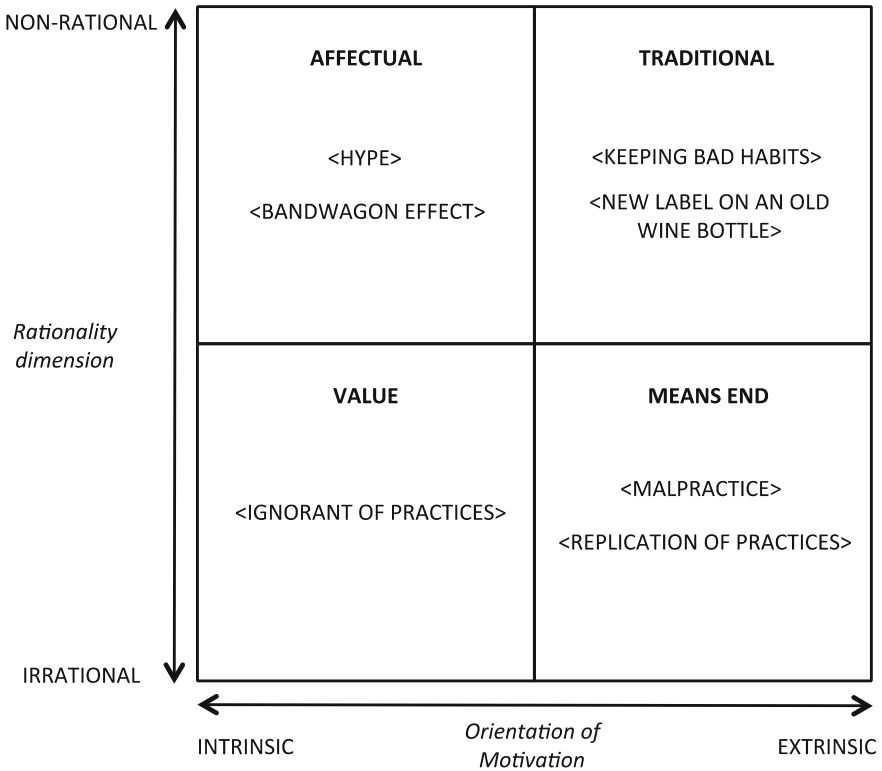 NON-RATIONAL
AFFECTUAL
TRADITIONAL
<HYPE>
<KEEPING BAD HABITS>
<BANDWAGON EFFECT>
<NEW LABEL ON AN OLD
WINE BOTTLE>
Rationality
dimension
VALUE
MEANS END
<IGNORANT OF PRACTICES>
<MALPRACTICE>
<REPLICATION OF PRACTICES>
IRRATIONAL
INTRINSIC
Orientation of
Motivation
EXTRINSIC